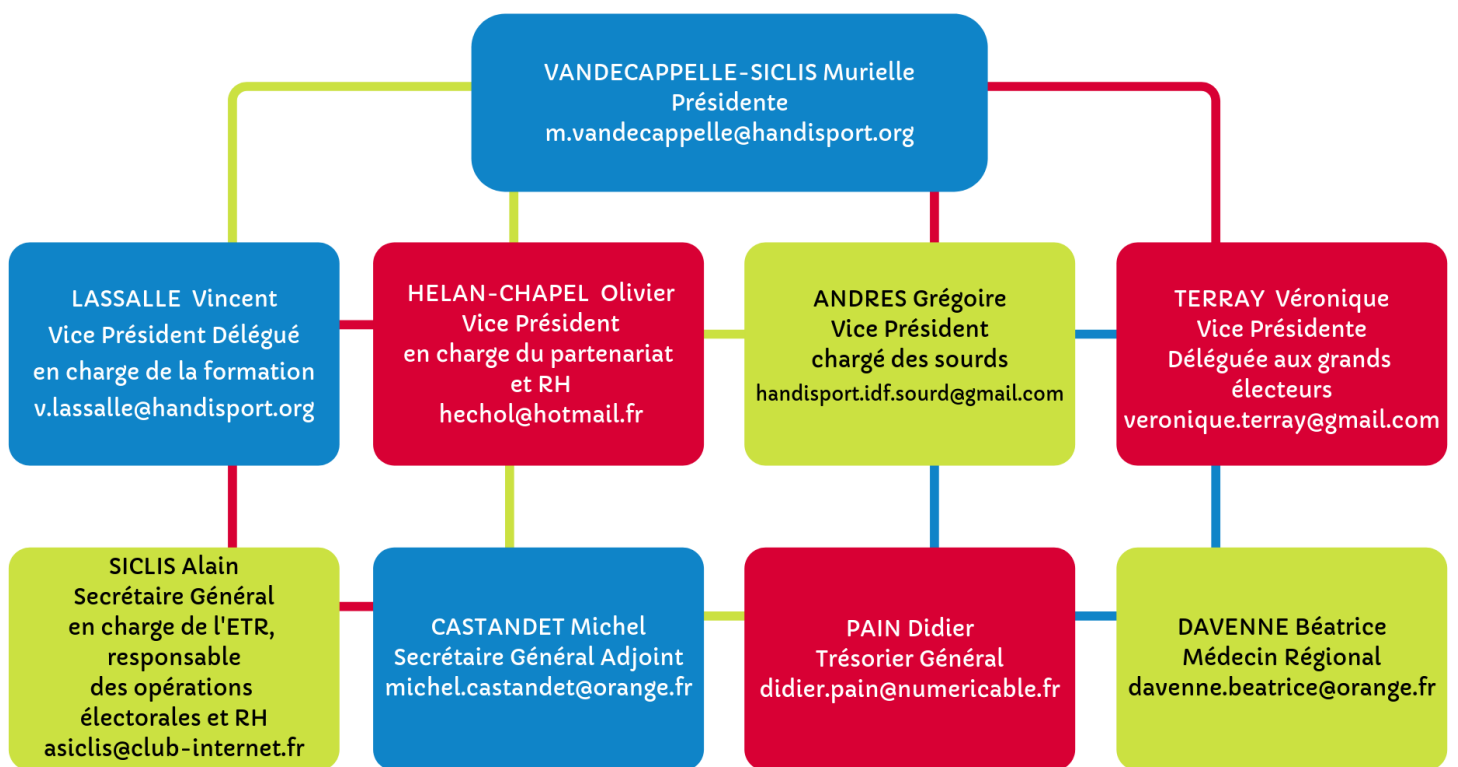 VANDECAPPELLE-SICLIS Murielle
Présidente
m.vandecappelle@handisport.org
LASSALLE Vincent
Vice Président Délégué
en charge de la formation
v.lassalle@handisport.org
HELAN-CHAPEL Olivier
Vice Président
en charge du partenariat
et RH
hechol@hotmail.fr
ANDRES Grégoire
Vice Président
chargé des sourds
handisport.idf.sourd@gmail.com
TERRAY Véronique
Vice Présidente
Déléguée aux grands
électeurs
veronique.terray@gmail.com
SICLIS Alain
Secrétaire Général
en charge de l'ETR,
responsable
des opérations
électorales et RH
asiclis@club-internet.fr
CASTANDET Michel
Secrétaire Général Adjoint
michel.castandet@orange.fr
PAIN Didier
Trésorier Général
didier.pain@numericable.fr
DAVENNE Béatrice
Médecin Régional
davenne.beatrice@orange.fr